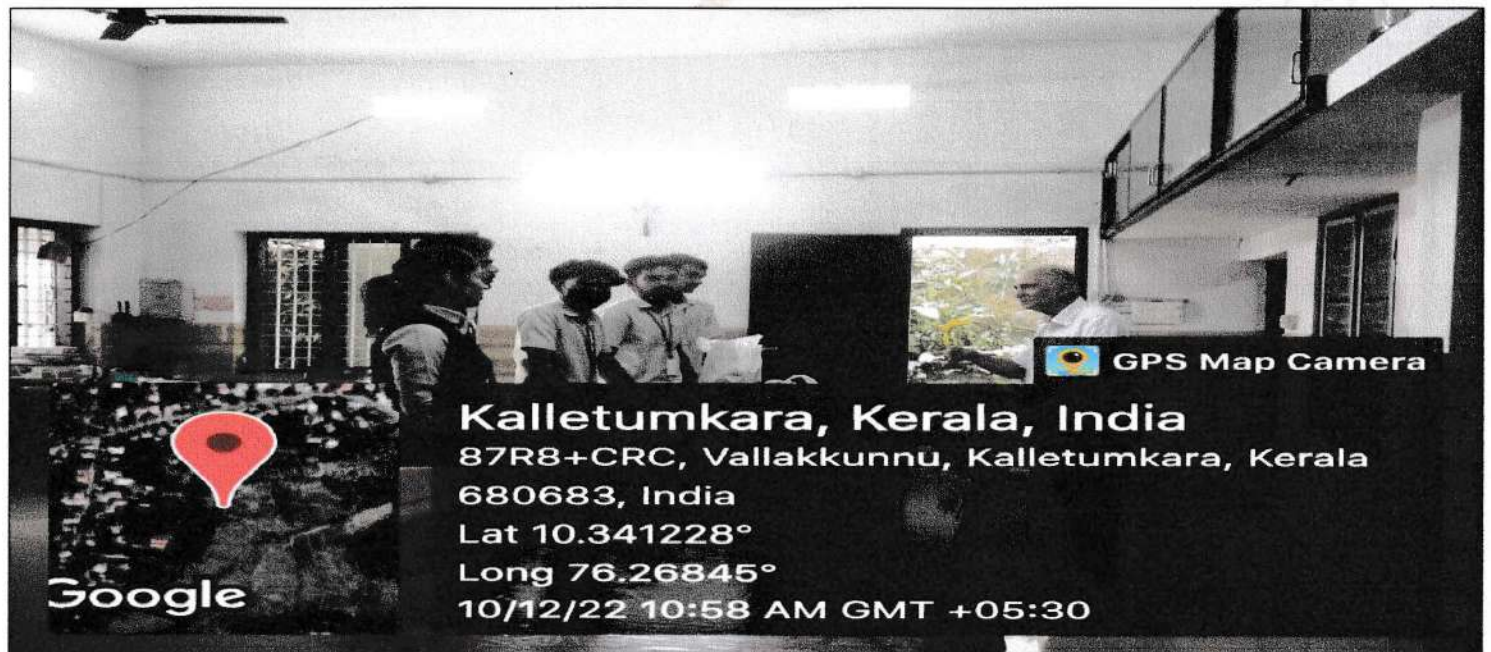 GPS Map Camera
Kalletumkara, Kerala, India
87R8+CRC, Vallakkunnu, Kalletumkara, Kerala
680683, India
Lat 10.341228°
Long 76.26845°
10/12/22 10:58 AM GMT +05:30
Google